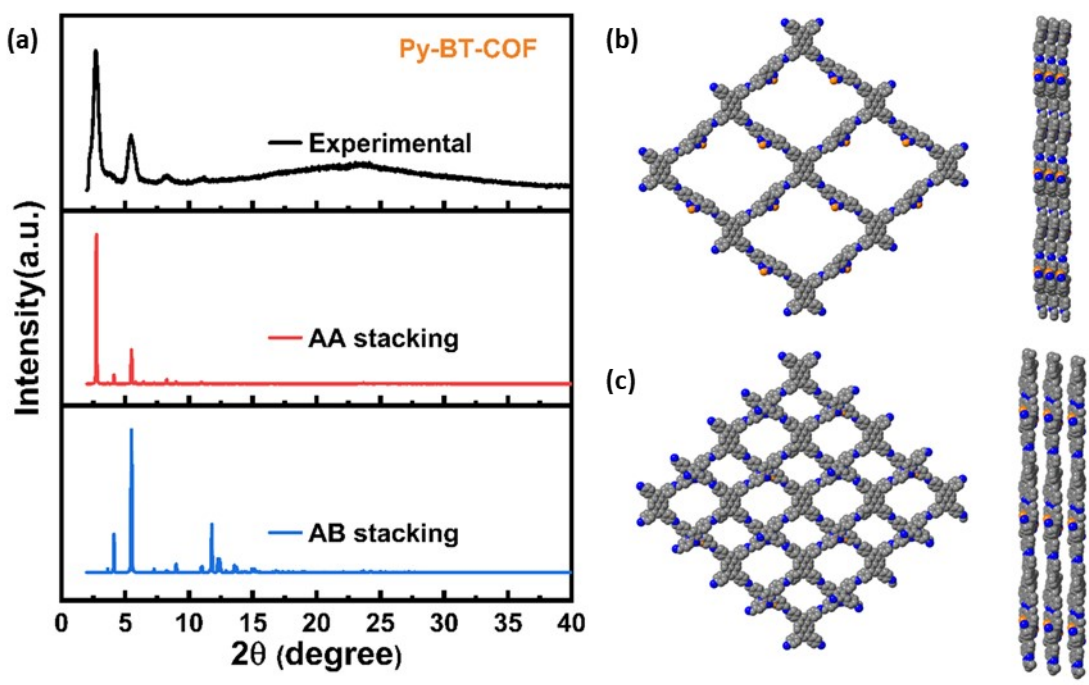 (a)
Py-BT-COF
Experimental
AA stacking
AB stacking
Intensity(a.u.)
0 5 10 15 20 25 30 35 40
2θ (degree)
(b)
(c)